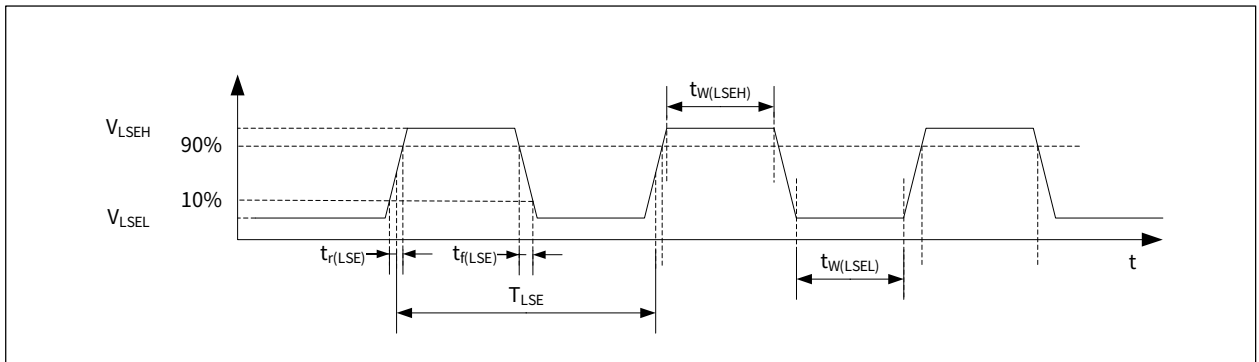 t_W(LSEH)
V_LSEH
90%
10%
V_LSEL
t_r(LSE)
t_f(LSE)
t_W(LSEL)
t
T_LSE